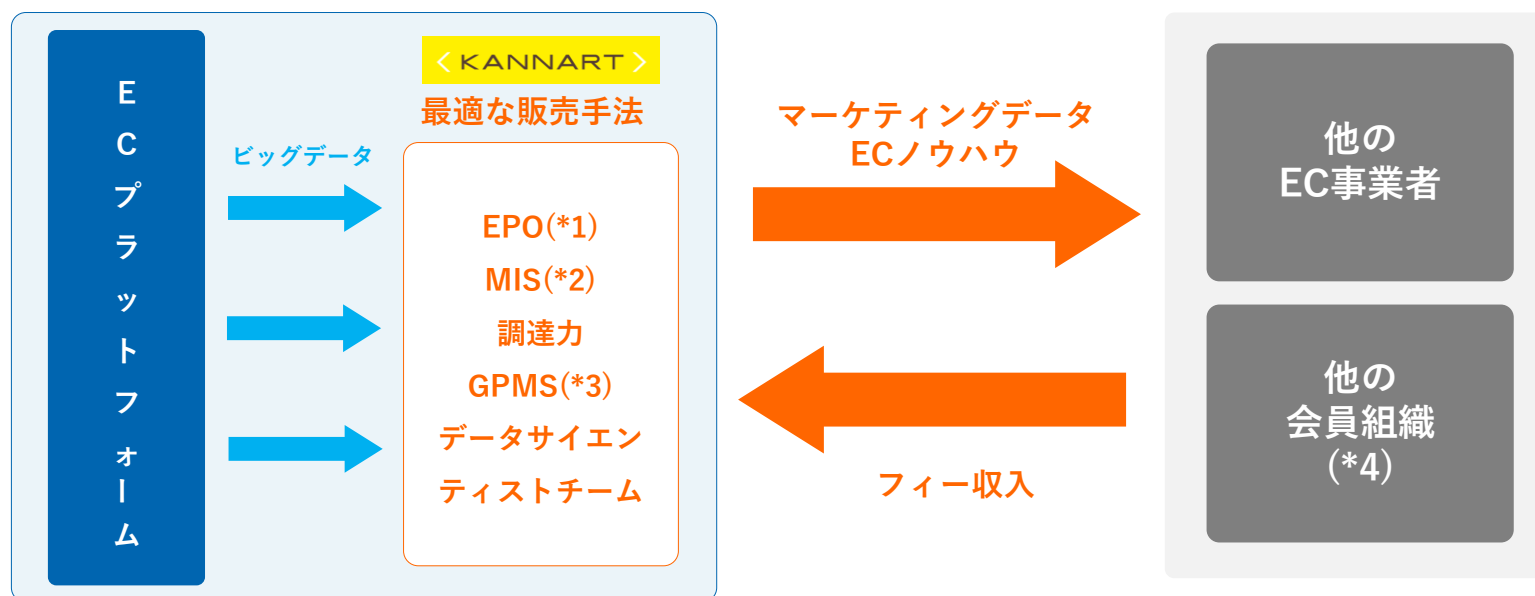 ECプラットフォーム
< KANNART >
最適な販売手法
ビッグデータ
EPO(*1)
MIS(*2)
調達力
GPMS(*3)
データサイエン
ティストチーム
マーケティングデータ
ECノウハウ
フィー収入
他の
EC事業者
他の
会員組織
(*4)